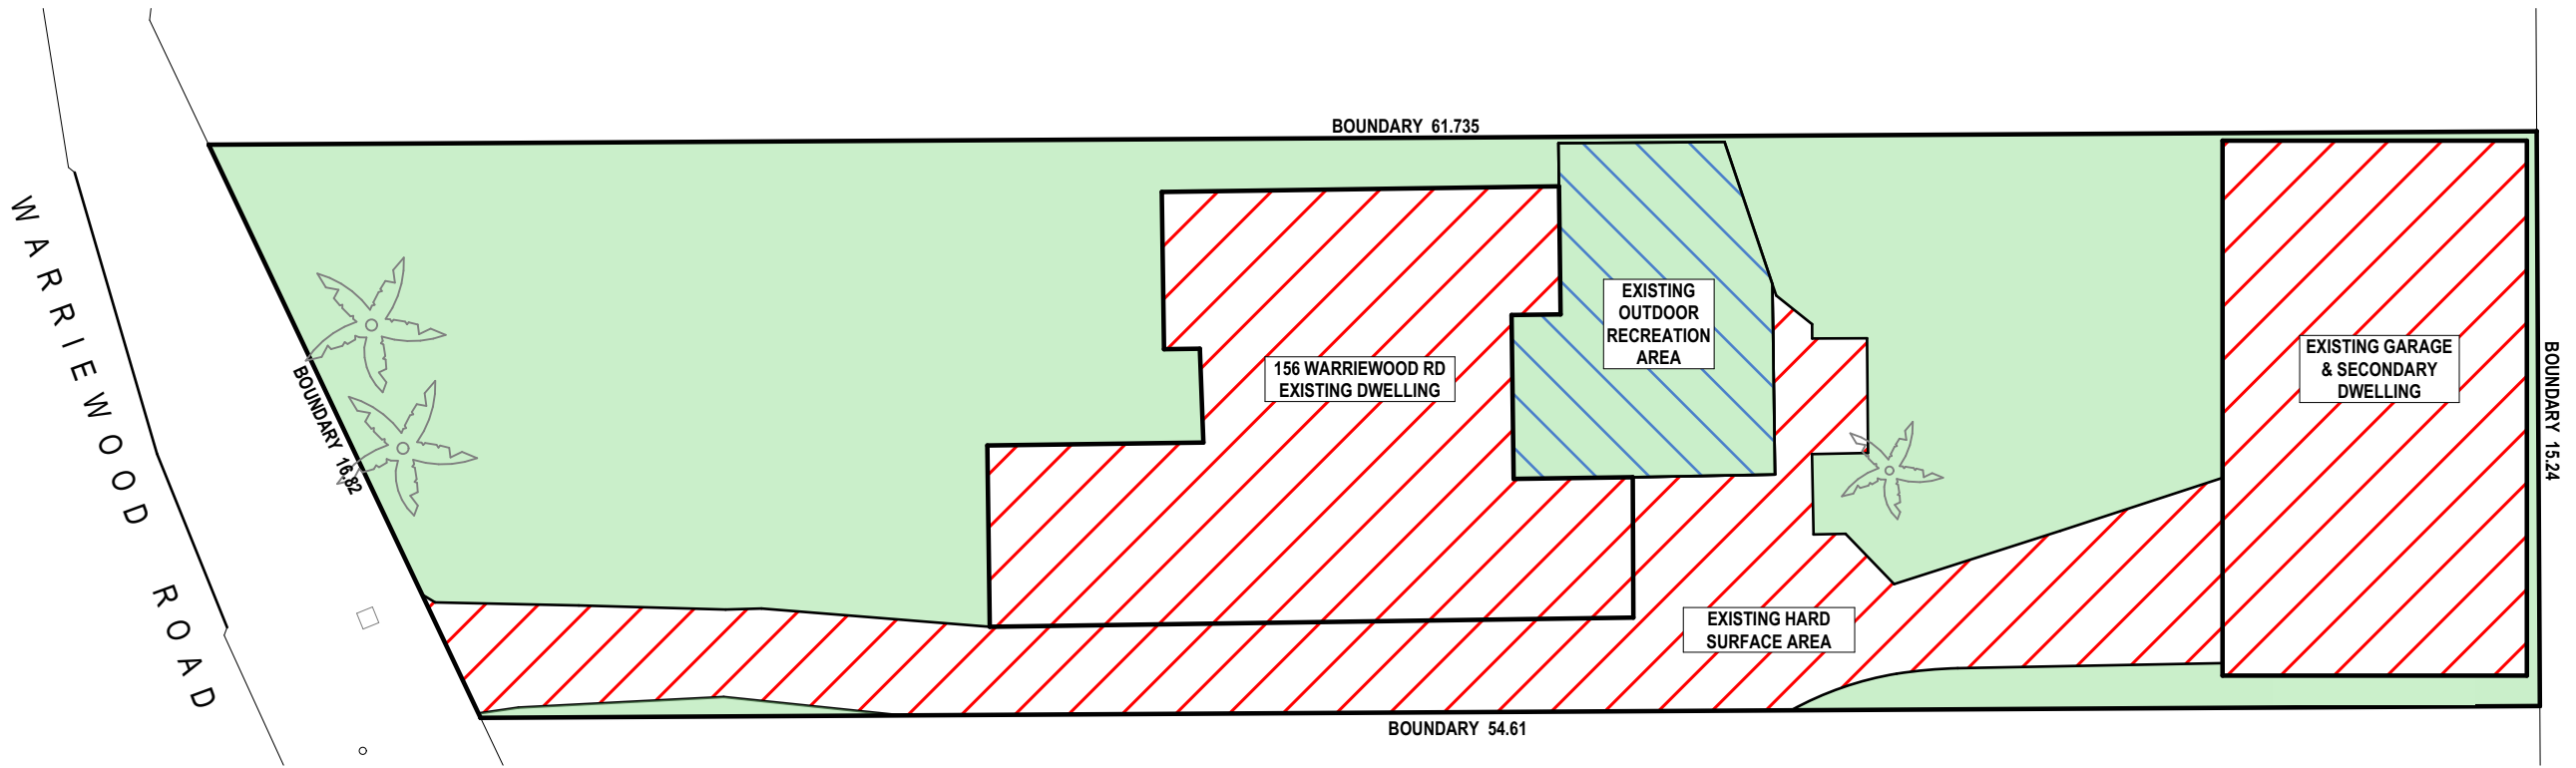 BOUNDARY 61.735
WARRIEWOOD ROAD
BOUNDARY 16.82
156 WARRIEWOOD RD
EXISTING DWELLING
EXISTING
OUTDOOR
RECREATION
AREA
EXISTING GARAGE
& SECONDARY
DWELLING
BOUNDARY 15.24
EXISTING HARD
SURFACE AREA
BOUNDARY 54.61